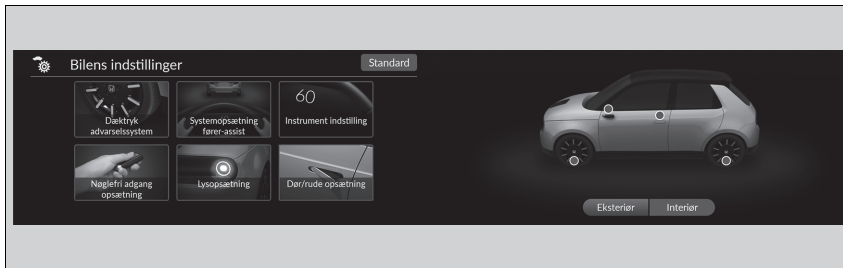 Bilens indstillinger
Standard
Dæktryk
advarselssystem
Systemopsætning
fører-assist
60
Instrument indstilling
Nøglefri adgang
opsætning
Lysopsætning
Dør/rude opsætning
Eksteriør
Interiør